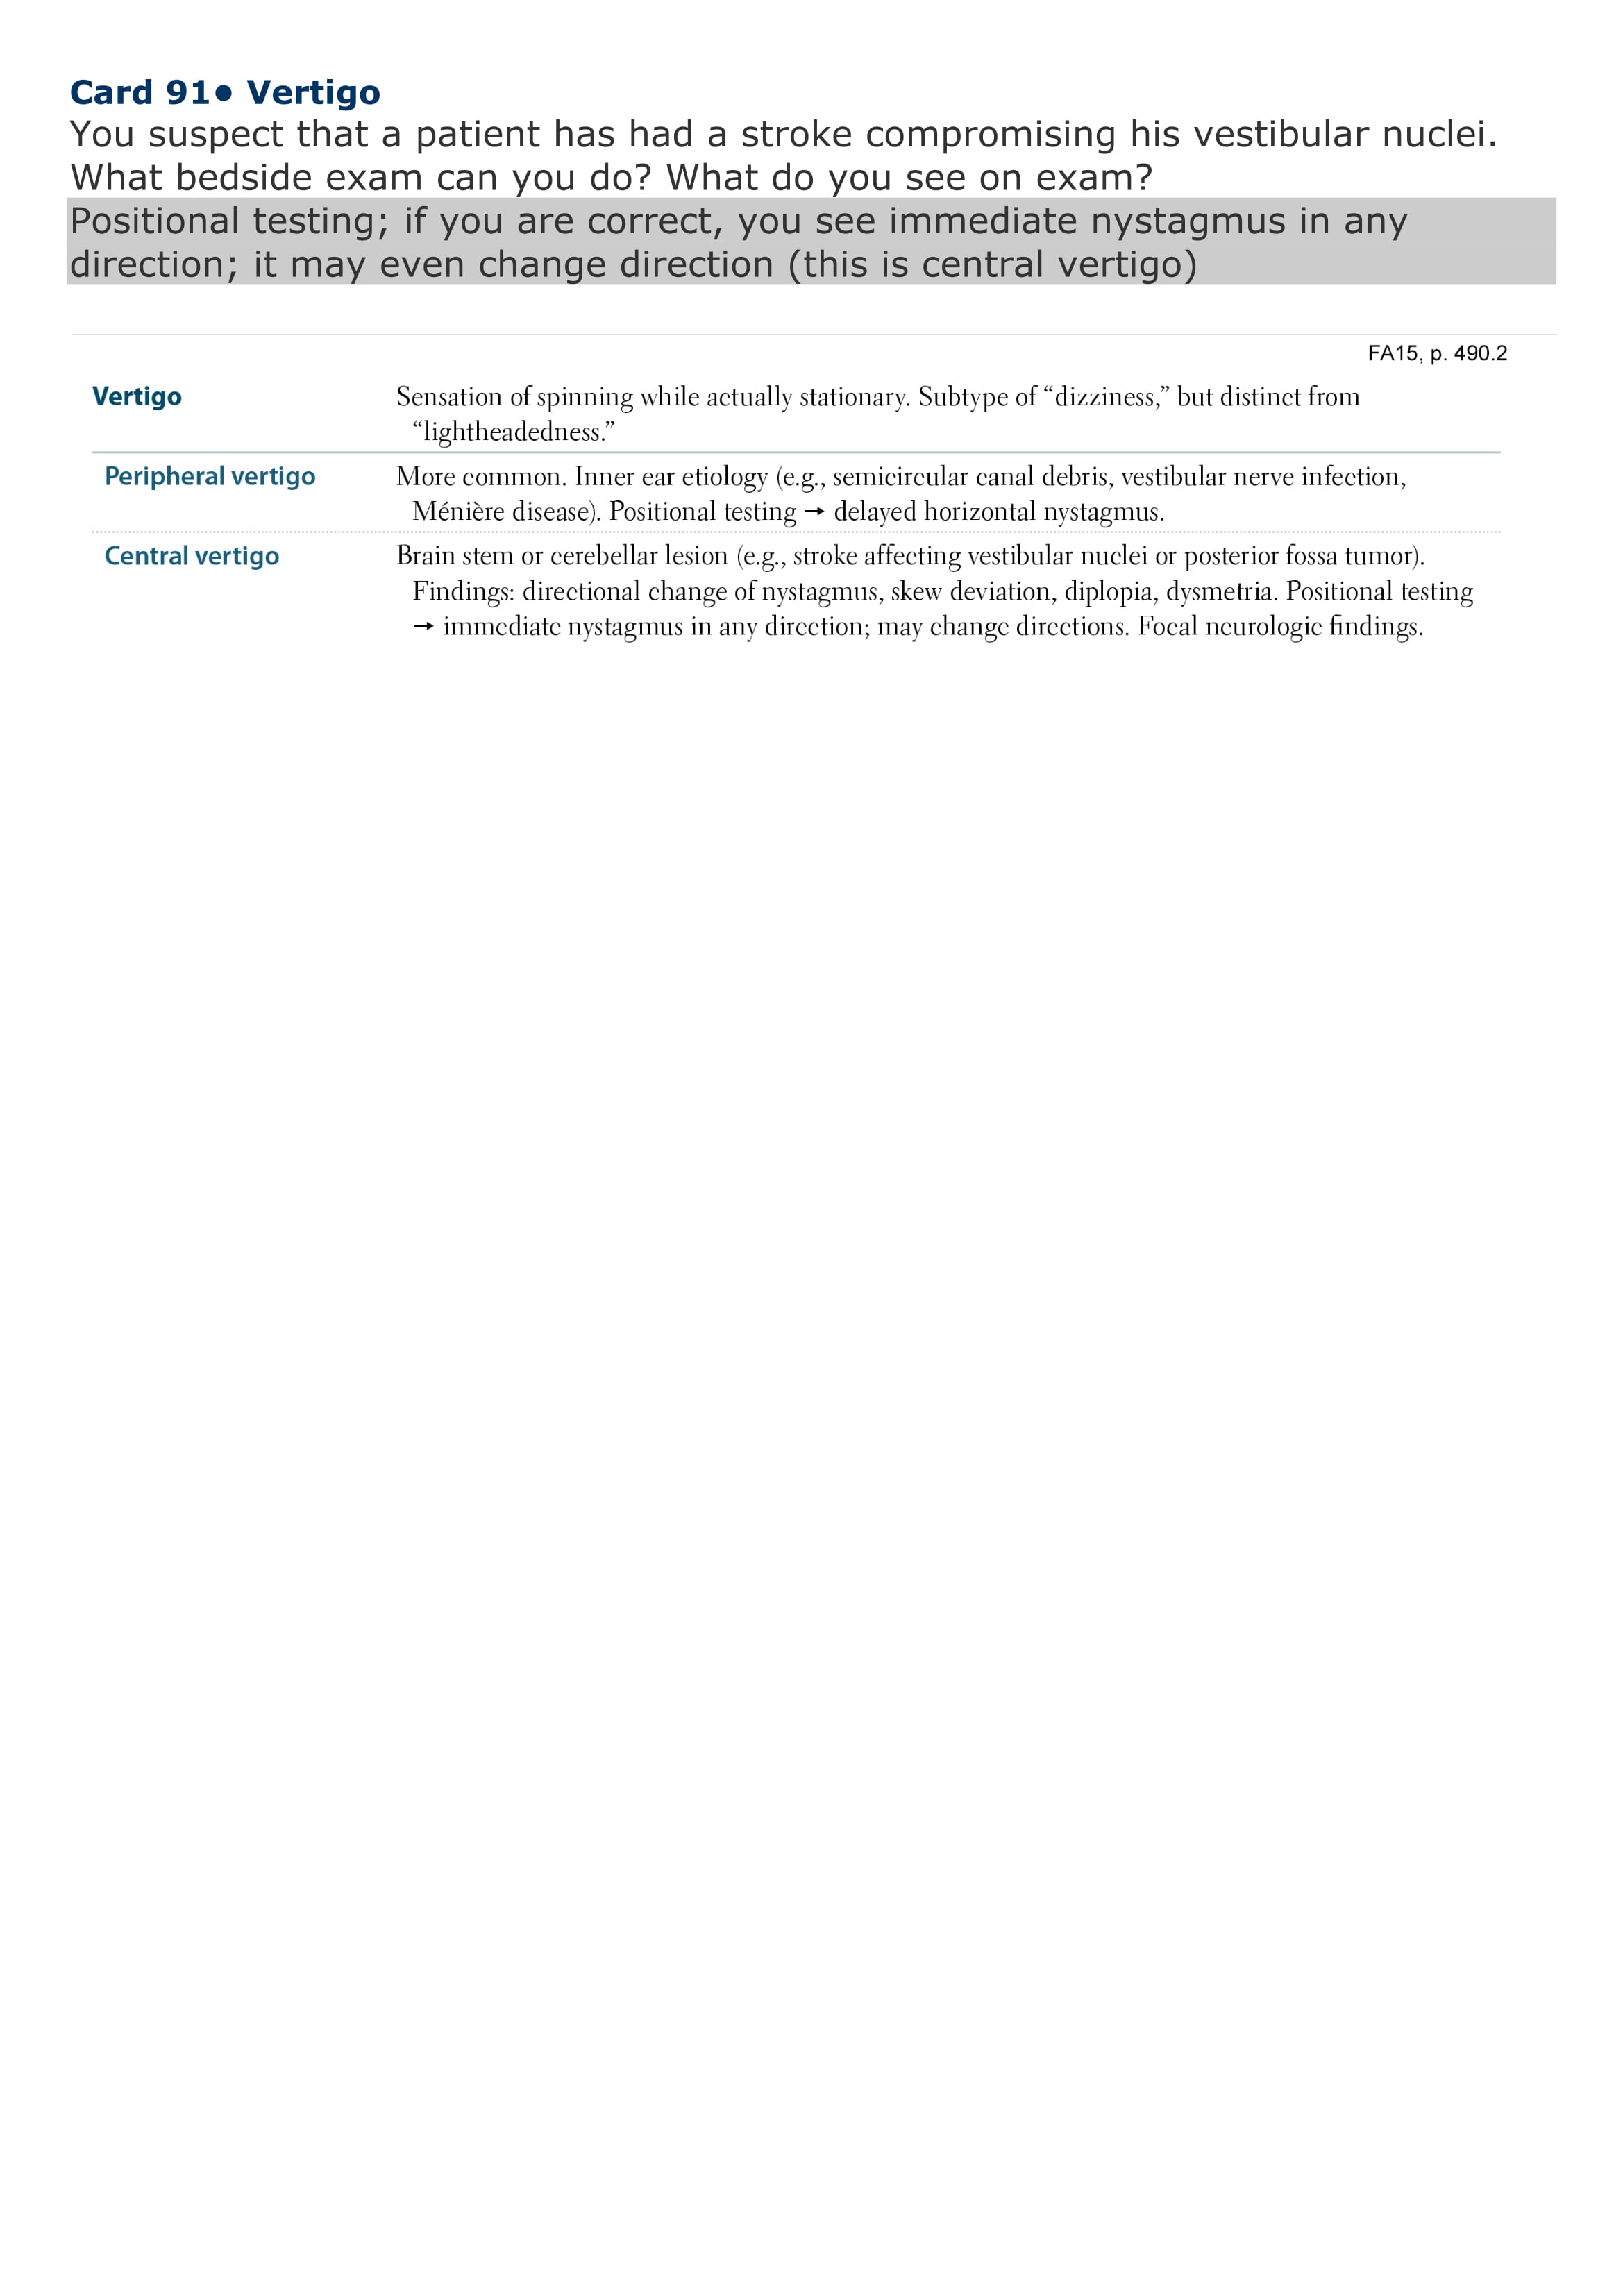 Card 91● Vertigo
You suspect that a patient has had a stroke compromising his vestibular nuclei.
What bedside exam can you do? What do you see on exam?
Positional testing; if you are correct, you see immediate nystagmus in any
direction; it may even change direction (this is central vertigo)
FA15, p. 490.2
Vertigo Sensation of spinning while actually stationary. Subtype of “dizziness,” but distinct from
“lightheadedness.”
Peripheral vertigo More common. Inner ear etiology (e.g., semicircular canal debris, vestibular nerve infection,
Ménière disease). Positional testing → delayed horizontal nystagmus.
Central vertigo Brain stem or cerebellar lesion (e.g., stroke affecting vestibular nuclei or posterior fossa tumor).
Findings: directional change of nystagmus, skew deviation, diplopia, dysmetria. Positional testing
→ immediate nystagmus in any direction; may change directions. Focal neurologic findings.